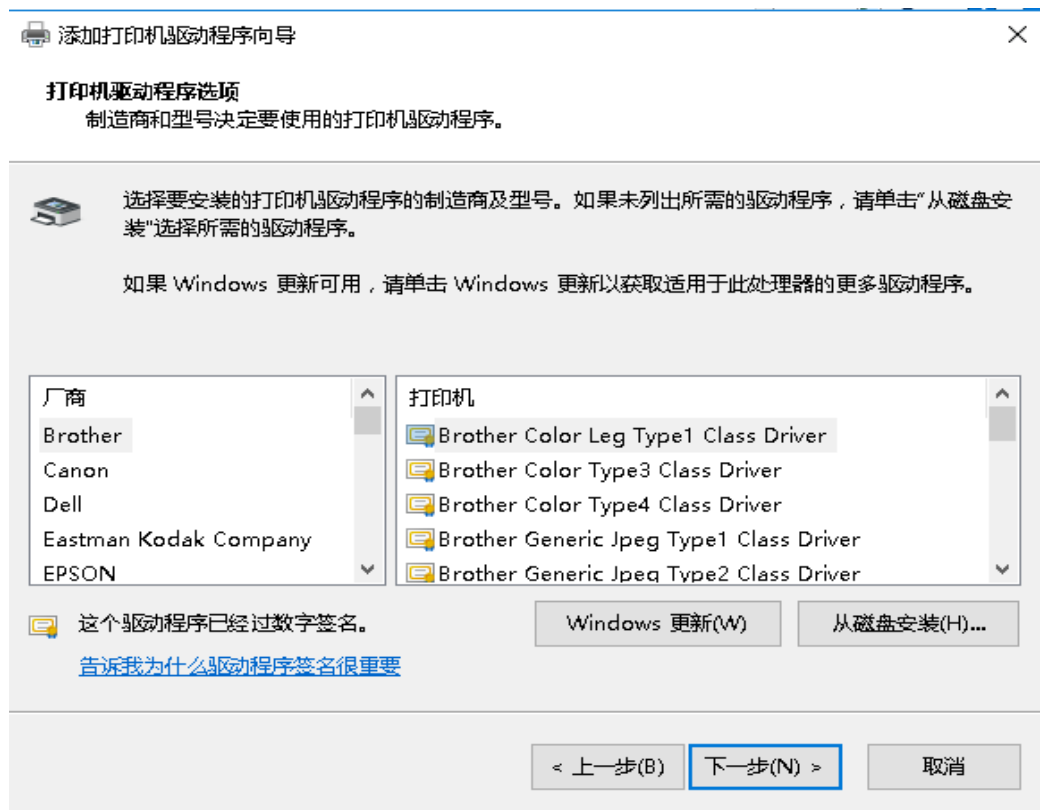 添加打印机驱动程序向导
打印机驱动程序选项
制造商和型号决定要使用的打印机驱动程序。
选择要安装的打印机驱动程序的制造商及型号。如果未列出所需的驱动程序，请单击"从磁盘安
装"选择所需的驱动程序。
如果 Windows 更新可用，请单击 Windows 更新以获取适用于此处理器的更多驱动程序。
厂商
Brother
Canon
Dell
Eastman Kodak Company
EPSON
打印机
Brother Color Leg Type1 Class Driver
Brother Color Type3 Class Driver
Brother Color Type4 Class Driver
Brother Generic Jpeg Type1 Class Driver
Brother Generic Jpeg Type2 Class Driver
这个驱动程序已经过数字签名。
Windows 更新(W)
从磁盘安装(H)...
告诉我为什么驱动程序签名很重要
< 上一步(B)
下一步(N) >
取消